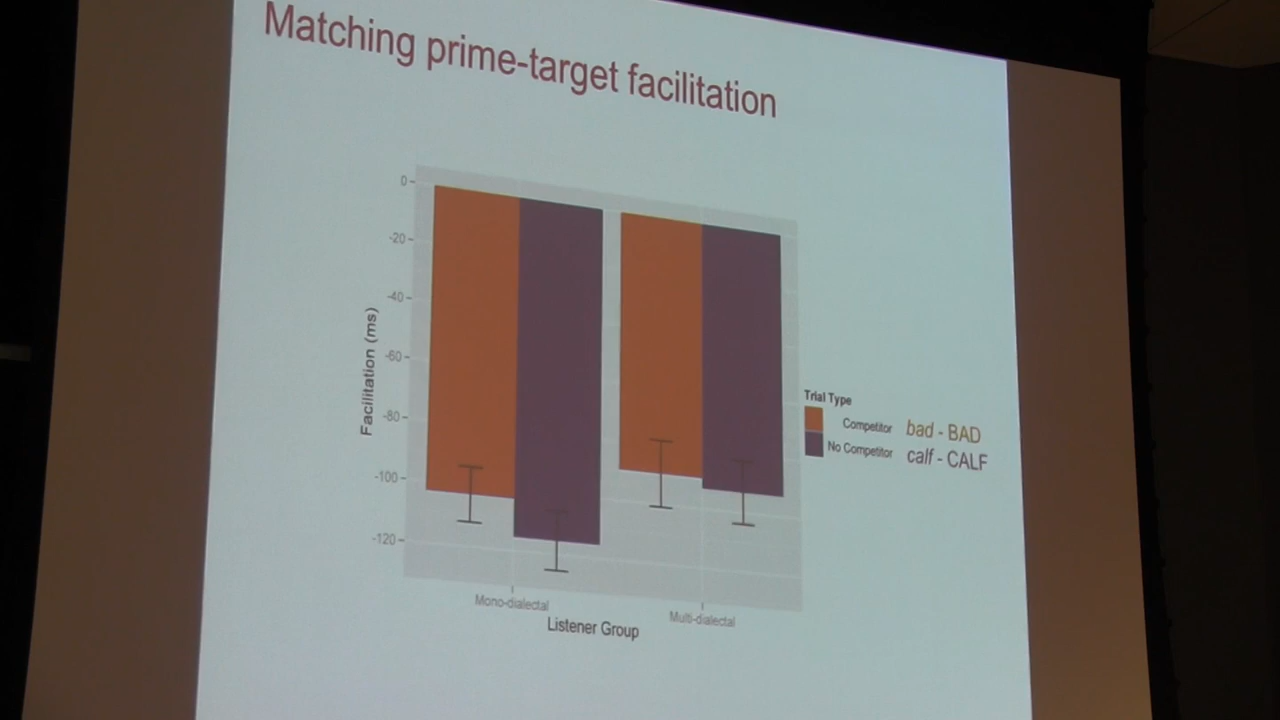 Matching prime-target facilitation
0
-20
-40
-60
-80
-100
-120
Facilitation (ms)
Mono-dialectal
Multi-dialectal
Listener Group
Trial Type
Competitor bad - BAD
No Competitor calf - CALF